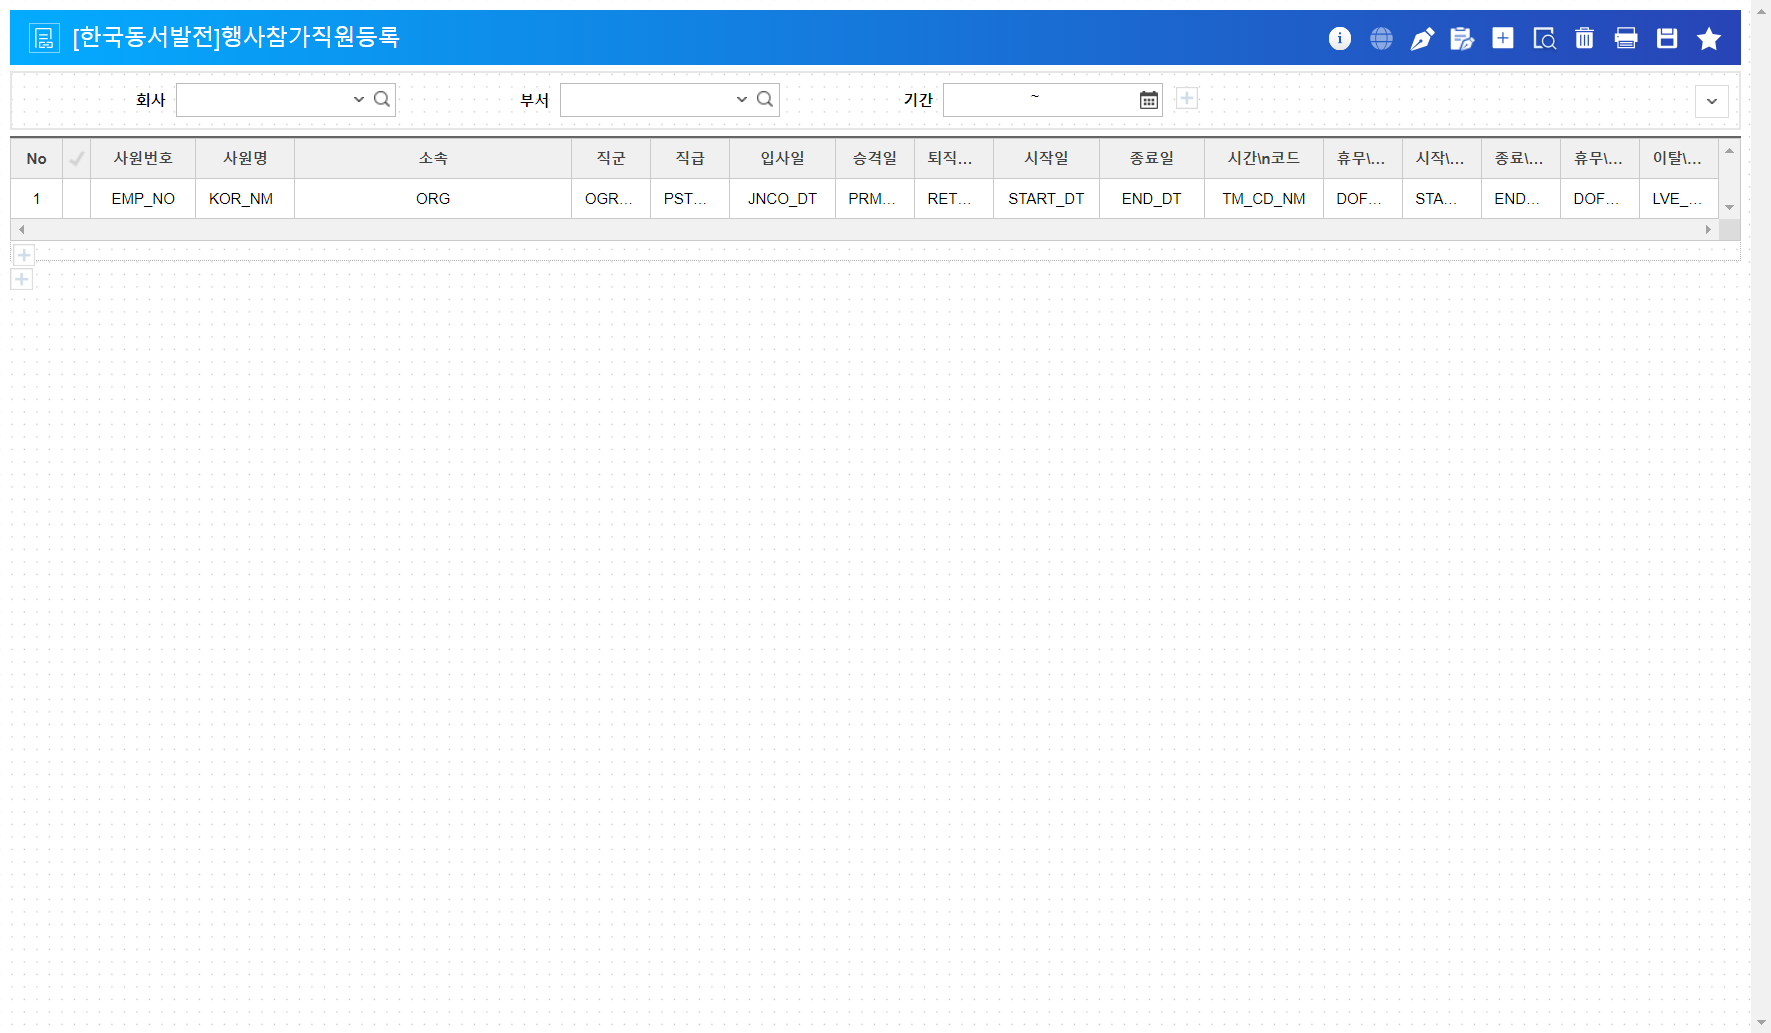 [한국동서발전]행사참가직원등록
회사 부서 기간 ~
No 사원번호 사원명 소속 직군 직급 입사일 승격일 퇴직... 시작일 종료일 시간\n코드 휴무\... 시작\... 종료\... 휴무\... 이탈\...
1 EMP_NO KOR_NM ORG OGR... PST... JNCO_DT PRM... RET... START_DT END_DT TM_CD_NM DOF... STA... END... DOF... LVE_...